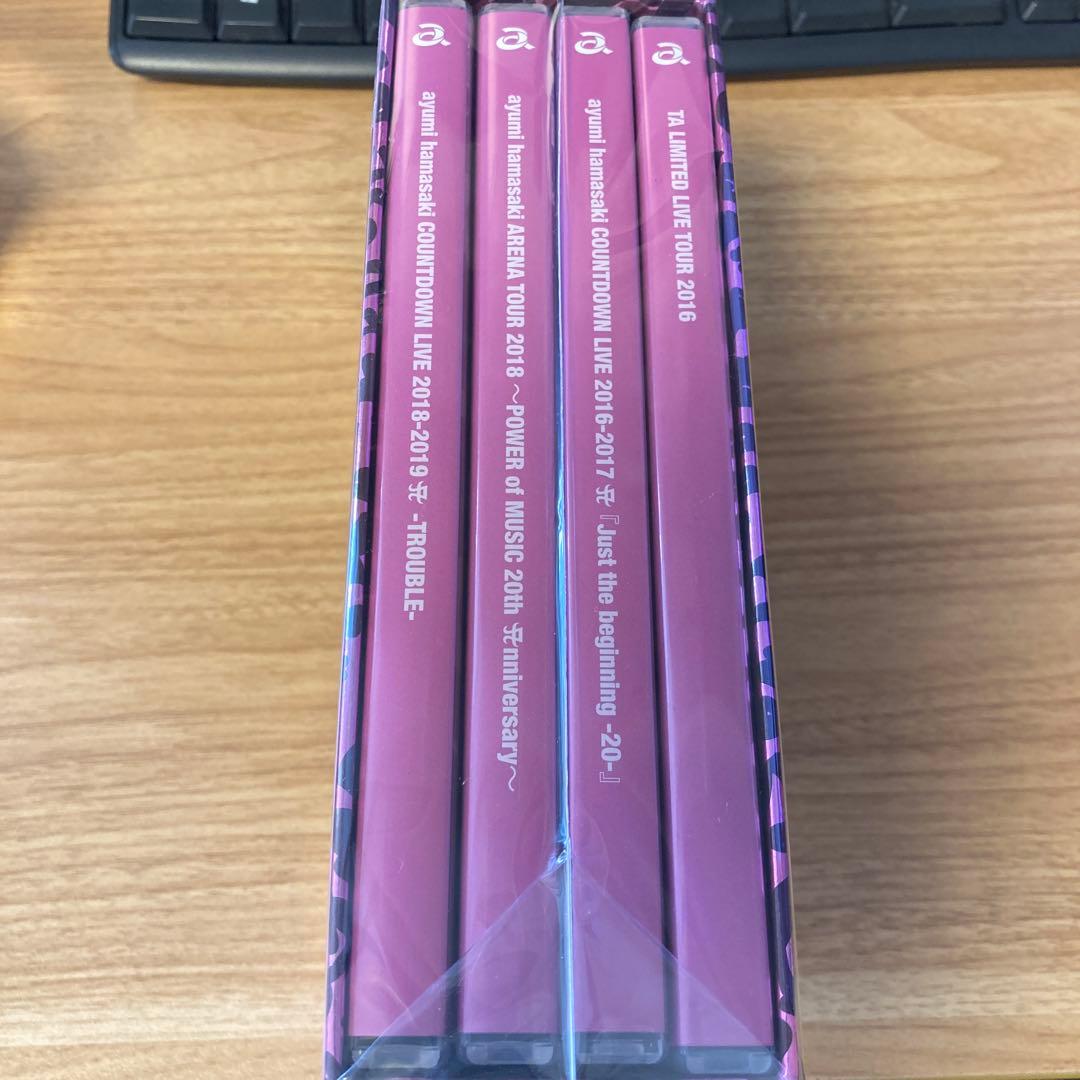 ayumi hamasaki COUNTDOWN LIVE 2018-2019 A -TROUBLE-
ayumi hamasaki ARENA TOUR 2018 ～POWER of MUSIC 20th Anniversary～
ayumi hamasaki COUNTDOWN LIVE 2016-2017 A『Just the beginning -20-』
TA LIMITED LIVE TOUR 2016